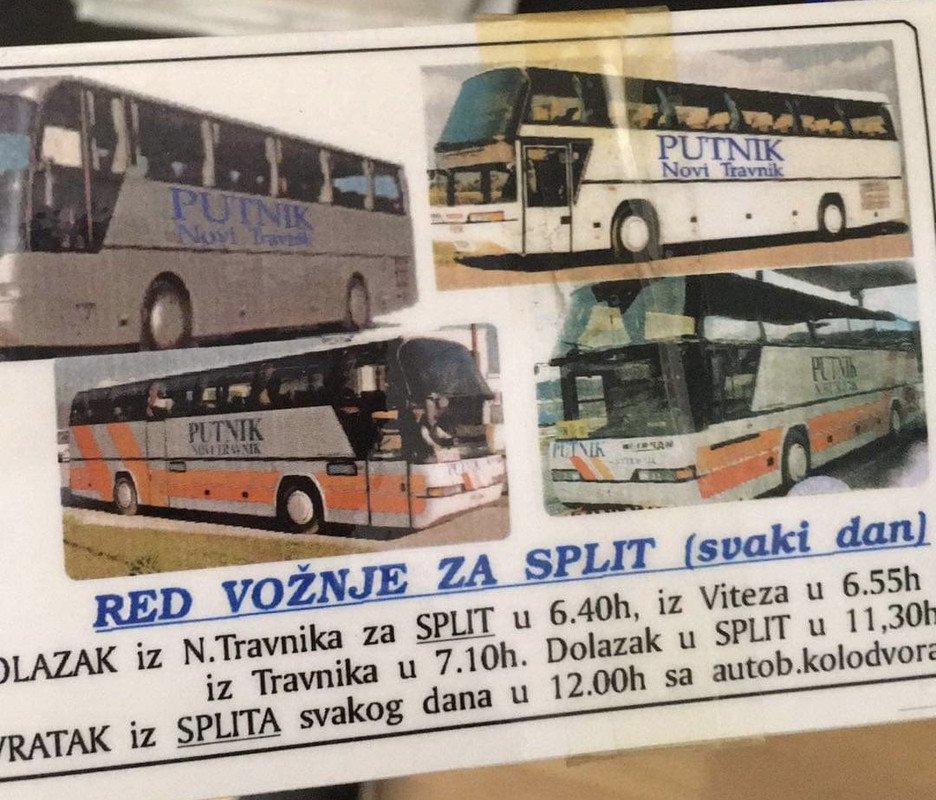 PUTNIK
Novi Travnik
PUTNIK
Novi Travnik
PUTNIK
NOVI TRAVNIK
PUTNIK
PUTNIK
PUTNIK
RED VOŽNJE ZA SPLIT (svaki dan)
OLAZAK iz N.Travnika za SPLIT u 6.40h, iz Viteza u 6.55h
iz Travnika u 7.10h. Dolazak u SPLIT u 11,30h
VRATAK iz SPLITA svakog dana u 12.00h sa autob.kolodvora